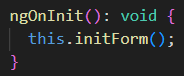 ngOnInit(): void {
  this.initForm();
}